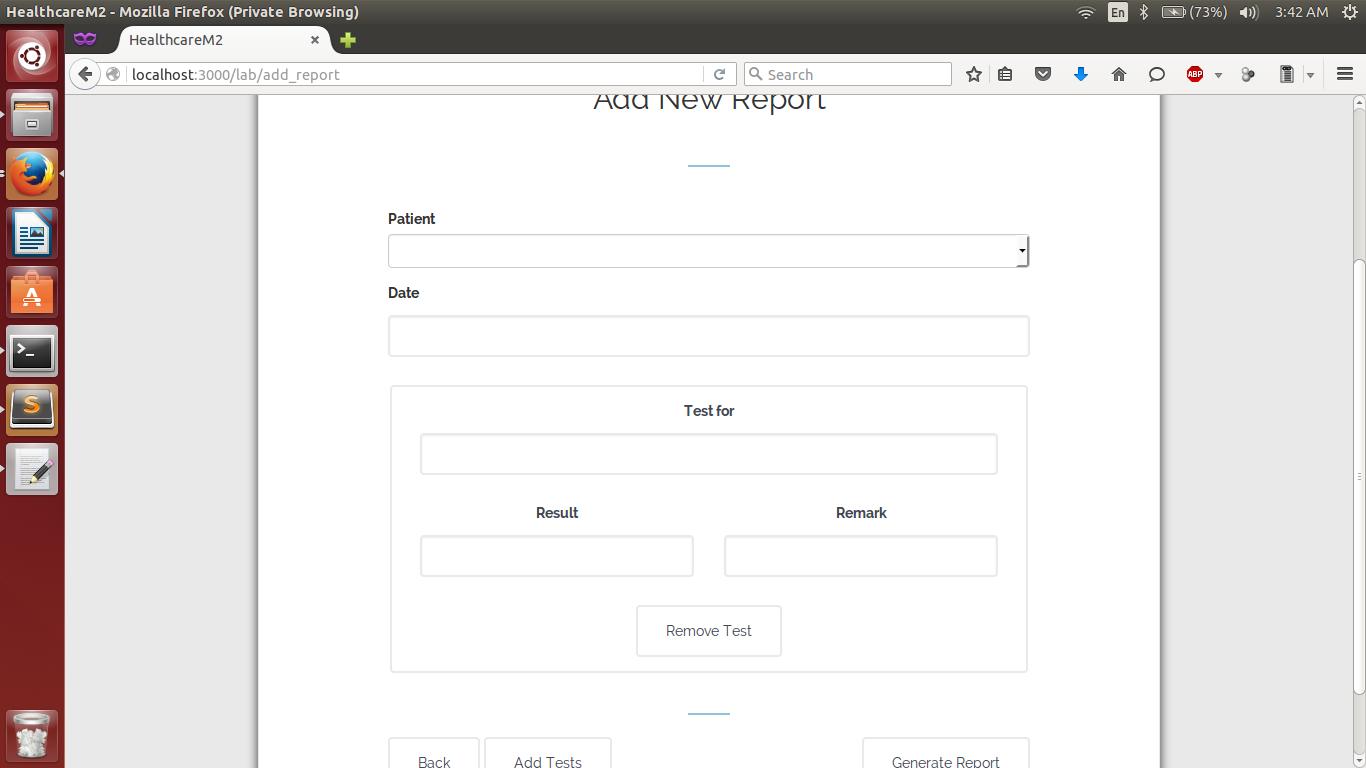 HealthcareM2 - Mozilla Firefox (Private Browsing)
En
(73%)
3:42 AM
HealthcareM2
localhost:3000/lab/add_report
Search
ABP
Add New Report
Patient
Date
Test for
Result
Remark
Remove Test
Back
Add Tests
Generate Report